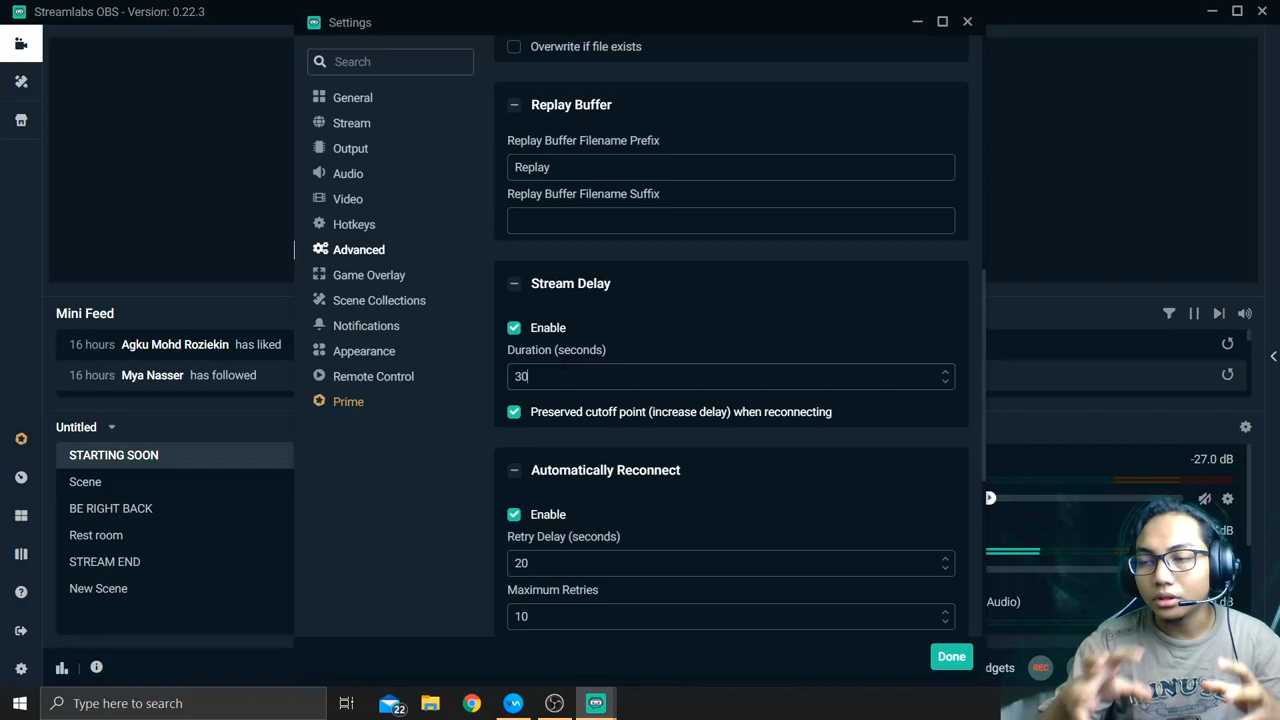 Streamlabs OBS - Version: 0.22.3
Settings
Search
General
Stream
Output
Audio
Video
Hotkeys
Advanced
Game Overlay
Scene Collections
Notifications
Appearance
Remote Control
Prime
Overwrite if file exists
Replay Buffer
Replay Buffer Filename Prefix
Replay
Replay Buffer Filename Suffix
Stream Delay
Enable
Duration (seconds)
30
Preserved cutoff point (increase delay) when reconnecting
Automatically Reconnect
Enable
Retry Delay (seconds)
20
Maximum Retries
10
Done
Mini Feed
16 hours Agku Mohd Roziekin has liked
16 hours Mya Nasser has followed
Untitled
STARTING SOON
Scene
BE RIGHT BACK
Rest room
STREAM END
New Scene
-27.0 dB
dB
Audio)
dB
dgets
REC
MINUS
Type here to search
22